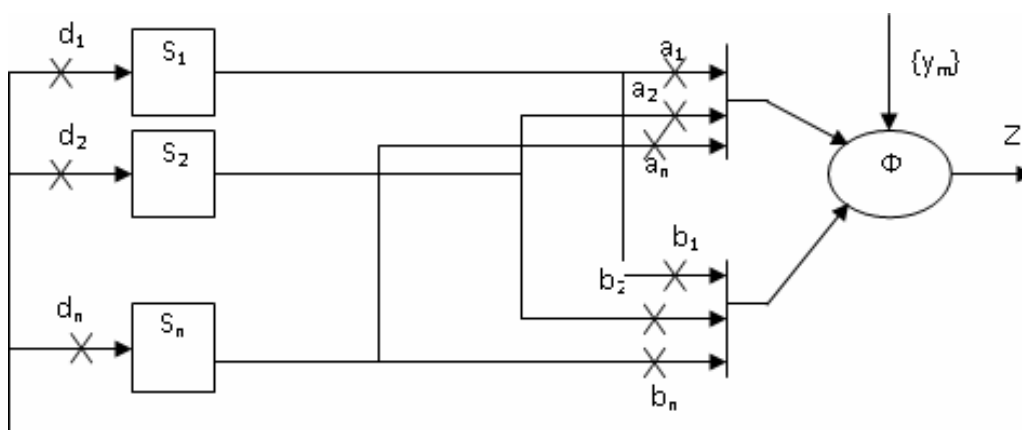 d₁
S₁
a₁
{yₘ}
a₂
d₂
S₂
aₙ
Φ
Z
b₁
b₂
dₙ
Sₙ
bₙ